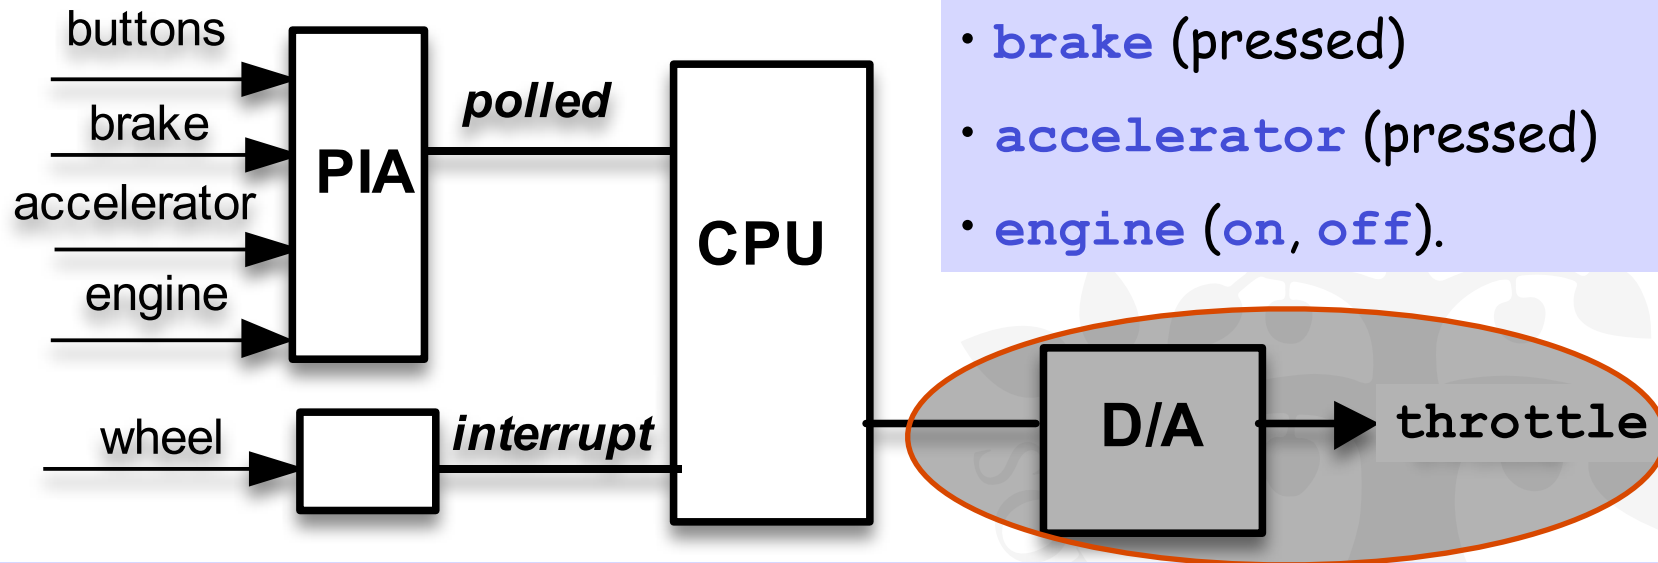 buttons
brake
accelerator
engine
PIA
polled
wheel
interrupt
CPU
• brake (pressed)
• accelerator (pressed)
• engine (on, off).
D/A
throttle